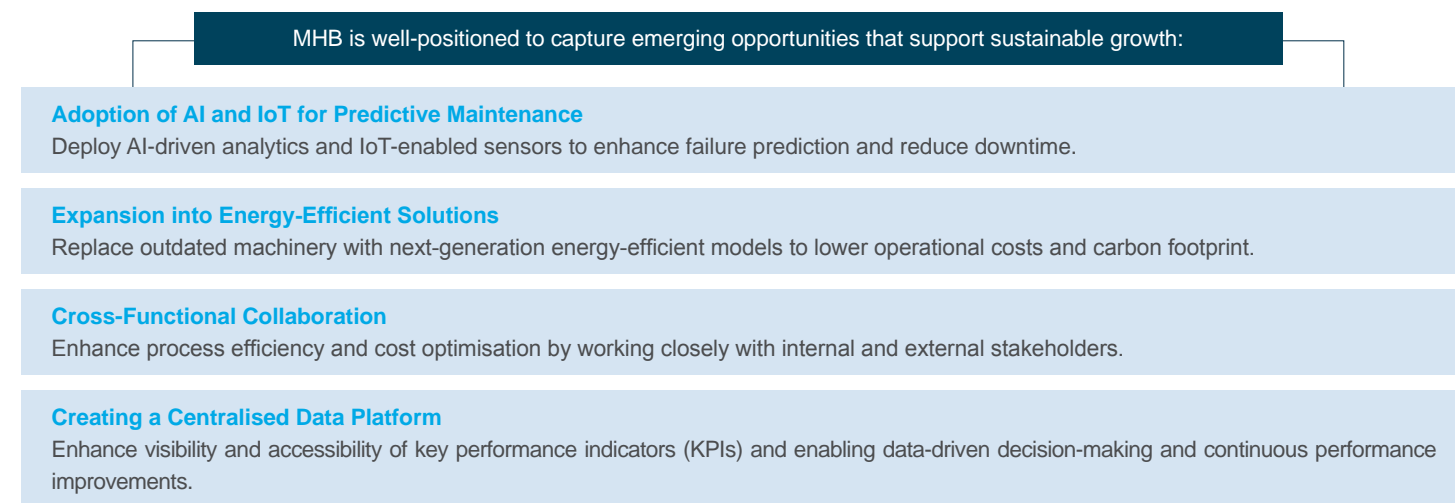 MHB is well-positioned to capture emerging opportunities that support sustainable growth:
Adoption of AI and IoT for Predictive Maintenance
Deploy AI-driven analytics and IoT-enabled sensors to enhance failure prediction and reduce downtime.
Expansion into Energy-Efficient Solutions
Replace outdated machinery with next-generation energy-efficient models to lower operational costs and carbon footprint.
Cross-Functional Collaboration
Enhance process efficiency and cost optimisation by working closely with internal and external stakeholders.
Creating a Centralised Data Platform
Enhance visibility and accessibility of key performance indicators (KPIs) and enabling data-driven decision-making and continuous performance
improvements.